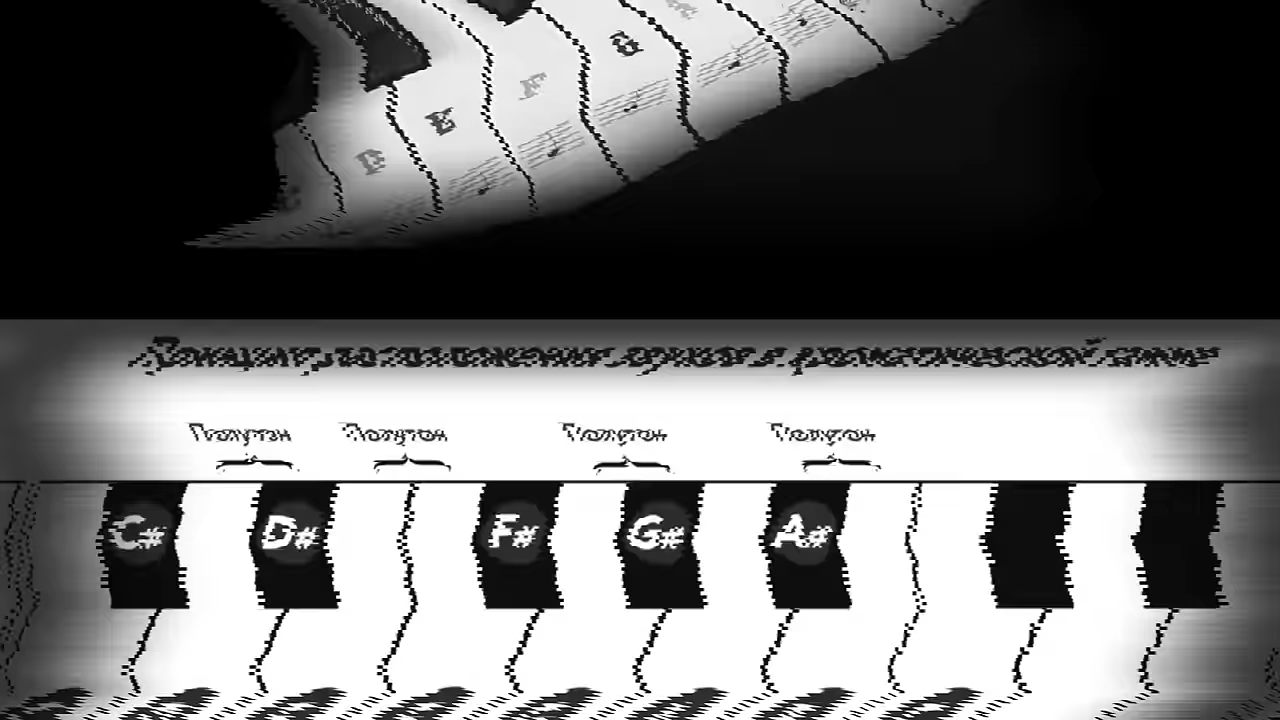 D E F G
Принцип расположения звуков в хроматической гамме
Полутон Полутон Полутон Полутон
C# D# F# G# A#